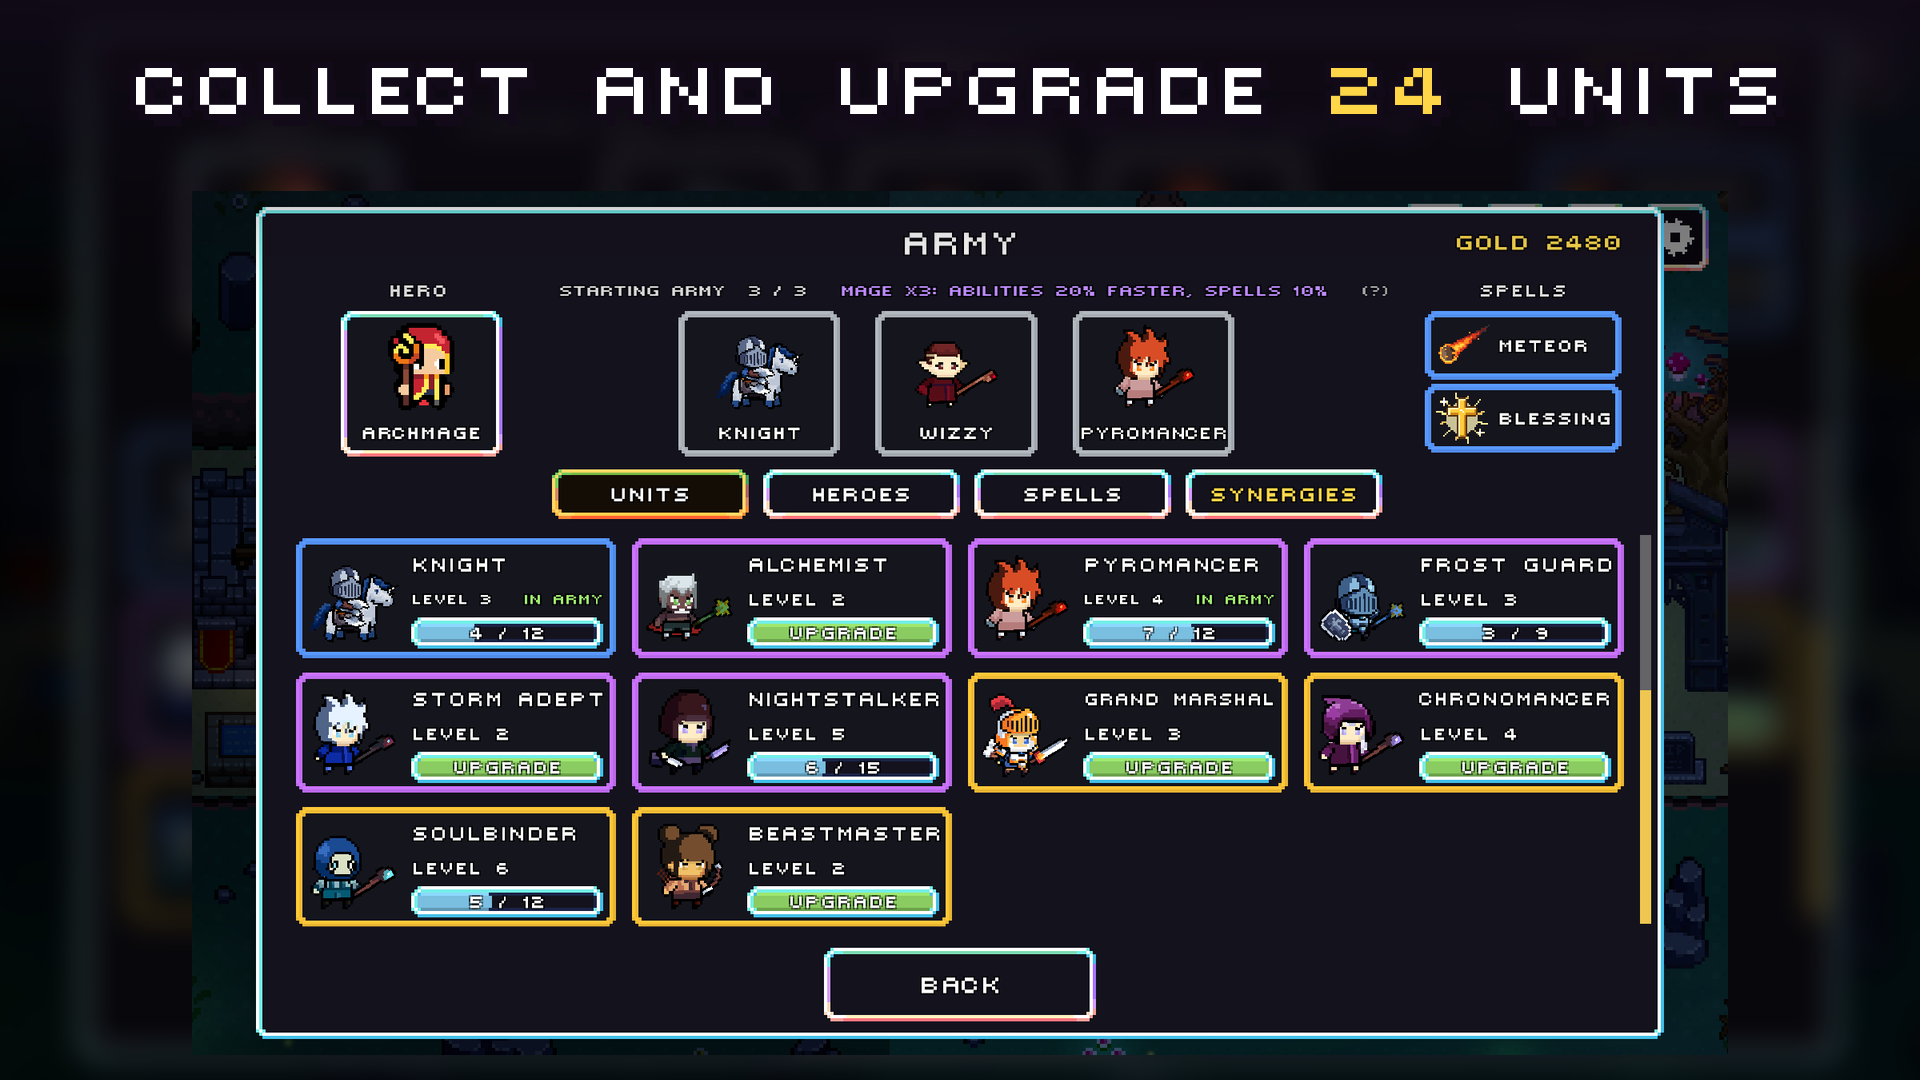 COLLECT AND UPGRADE 24 UNITS
ARMY
GOLD 2480
HERO
STARTING ARMY 3 / 3
MAGE X3: ABILITIES 20% FASTER, SPELLS 10%
(?)
SPELLS
ARCHMAGE
KNIGHT
WIZZY
PYROMANCER
METEOR
BLESSING
UNITS
HEROES
SPELLS
SYNERGIES
KNIGHT
LEVEL 3 IN ARMY
4 / 12
ALCHEMIST
LEVEL 2
UPGRADE
PYROMANCER
LEVEL 4 IN ARMY
7 / 12
FROST GUARD
LEVEL 3
3 / 9
STORM ADEPT
LEVEL 2
UPGRADE
NIGHTSTALKER
LEVEL 5
6 / 15
GRAND MARSHAL
LEVEL 3
UPGRADE
CHRONOMANCER
LEVEL 4
UPGRADE
SOULBINDER
LEVEL 6
5 / 12
BEASTMASTER
LEVEL 2
UPGRADE
BACK